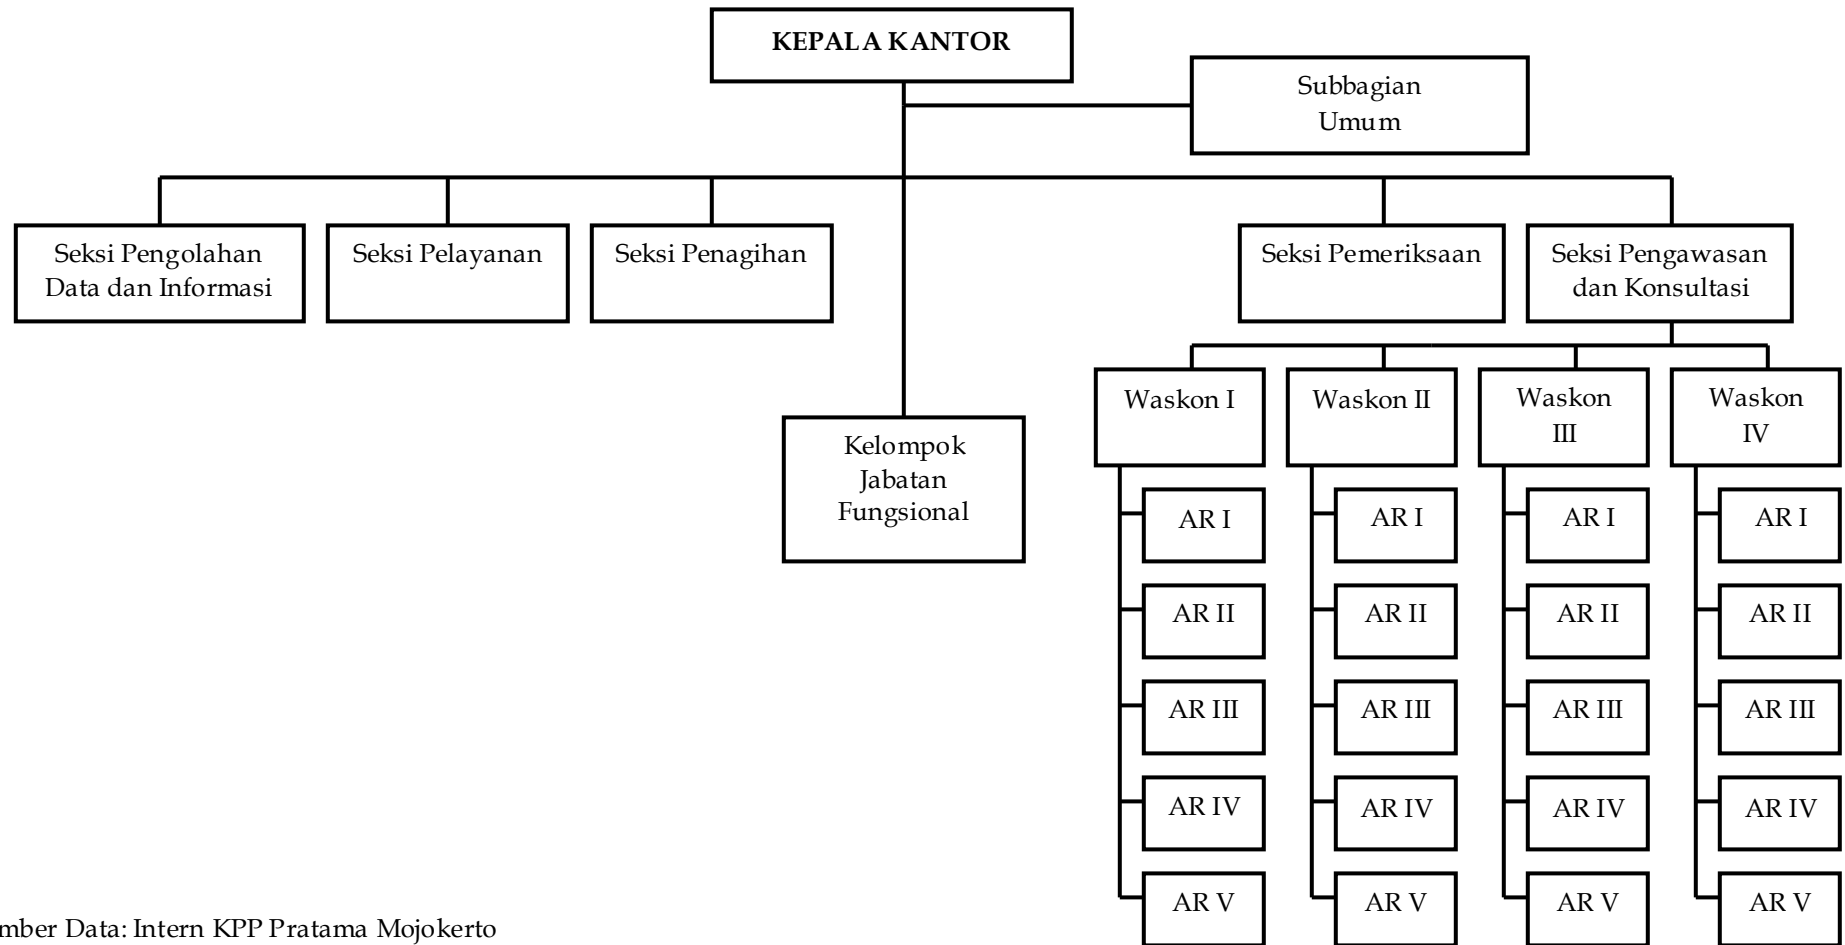 KEPALA KANTOR
Subbagian
Umum
Seksi Pengolahan
Data dan Informasi
Seksi Pelayanan
Seksi Penagihan
Seksi Pemeriksaan
Seksi Pengawasan
dan Konsultasi
Kelompok
Jabatan
Fungsional
Waskon I
Waskon II
Waskon
III
Waskon
IV
AR I
AR I
AR I
AR I
AR II
AR II
AR II
AR II
AR III
AR III
AR III
AR III
AR IV
AR IV
AR IV
AR IV
AR V
AR V
AR V
AR V
mber Data: Intern KPP Pratama Mojokerto